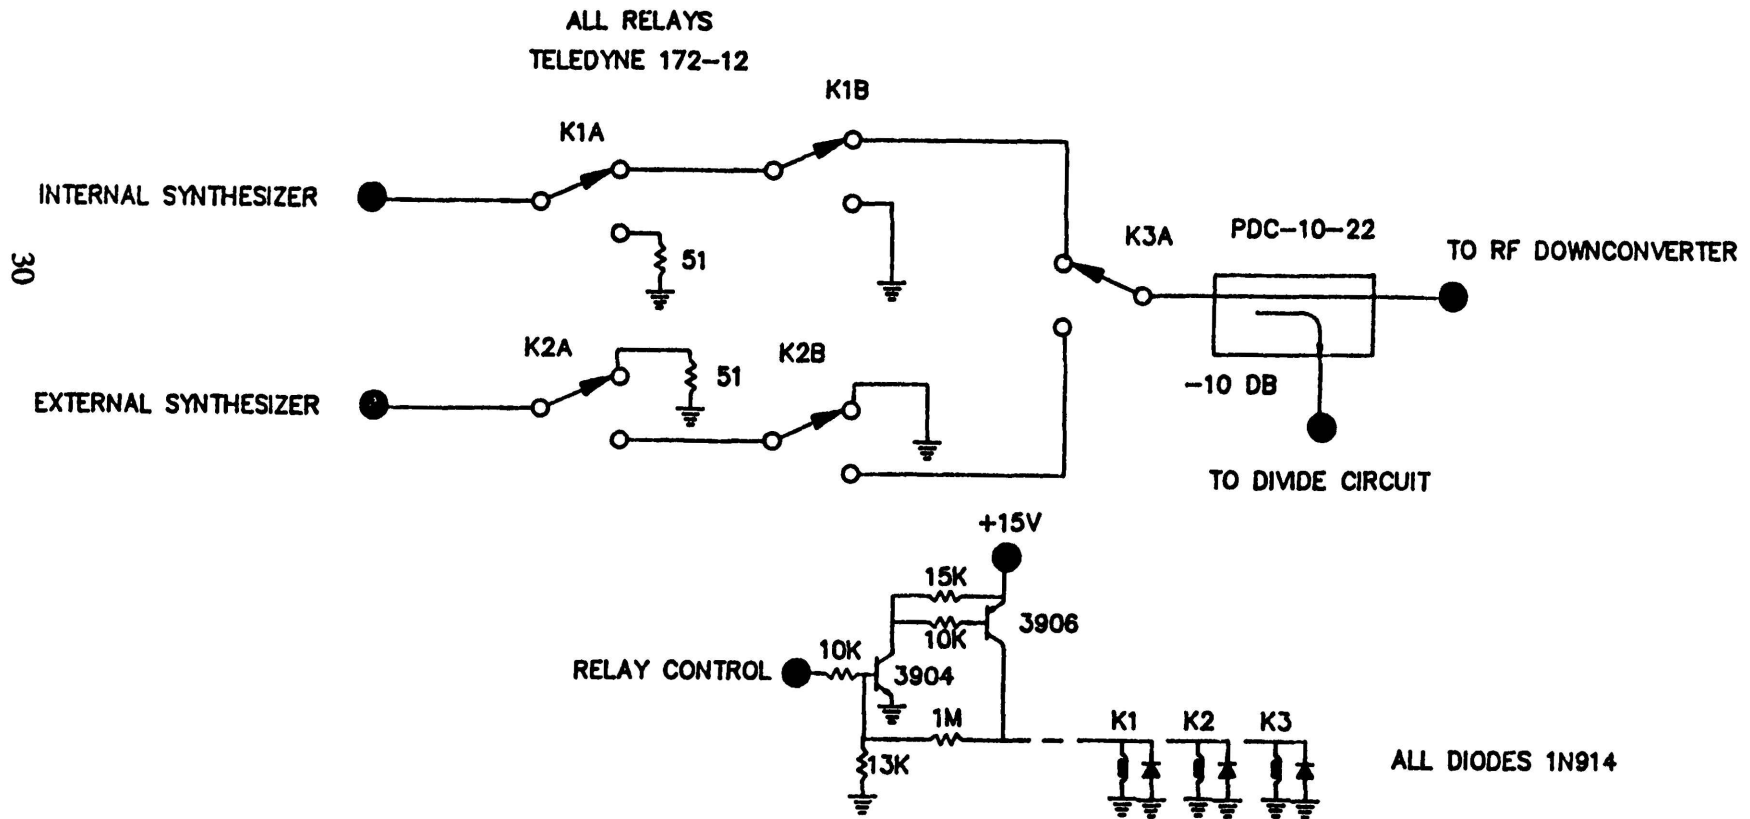 ALL RELAYS
TELEDYNE 172-12
K1B
K1A
INTERNAL SYNTHESIZER
51
K3A
PDC-10-22
TO RF DOWNCONVERTER
30
K2A
51
K2B
-10 DB
EXTERNAL SYNTHESIZER
TO DIVIDE CIRCUIT
+15V
15K
3906
10K
10K
RELAY CONTROL
3904
1M
K1
K2
K3
13K
ALL DIODES 1N914